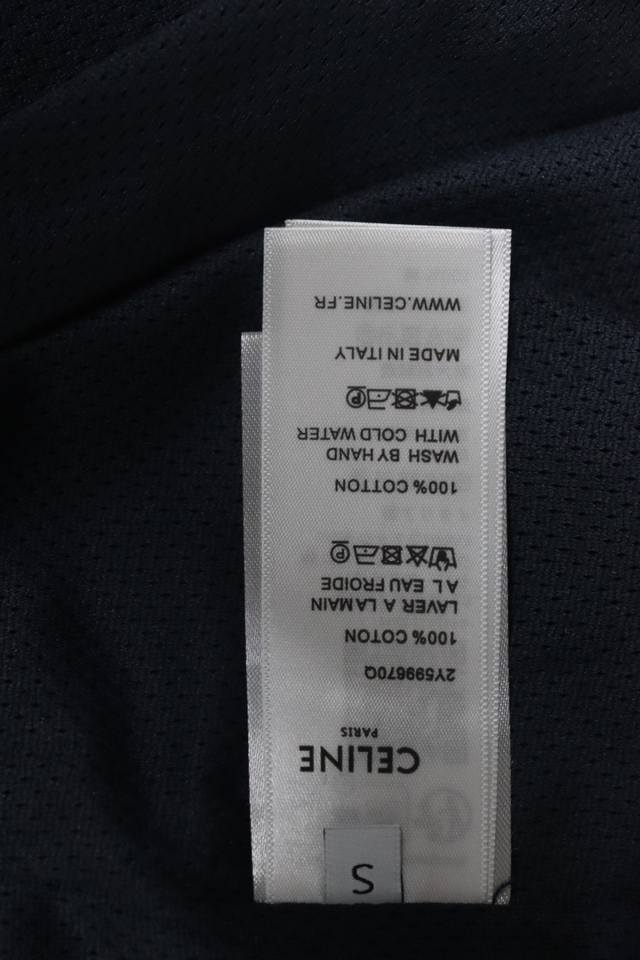 S
CELINE
PARIS
2Y599670Q
100% COTON
LAVER A LA MAIN
A L EAU FROIDE
100% COTTON
WASH BY HAND
WITH COLD WATER
MADE IN ITALY
WWW.CELINE.FR